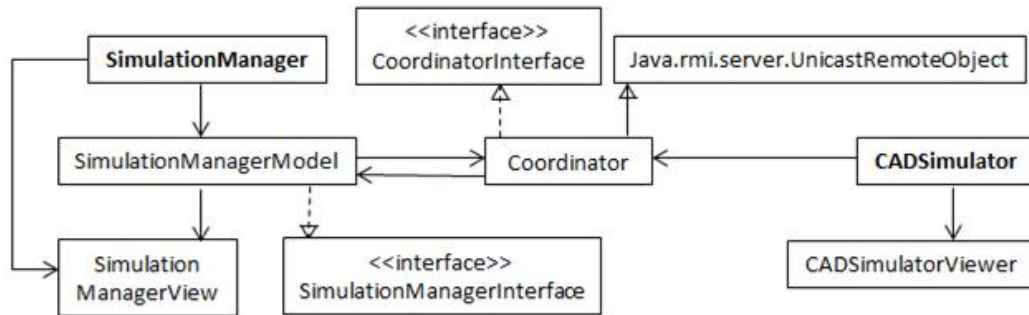 <<interface>>
CoordinatorInterface
SimulationManager
Java.rmi.server.UnicastRemoteObject
SimulationManagerModel
Coordinator
CADSimulator
Simulation
ManagerView
<<interface>>
SimulationManagerInterface
CADSimulatorViewer